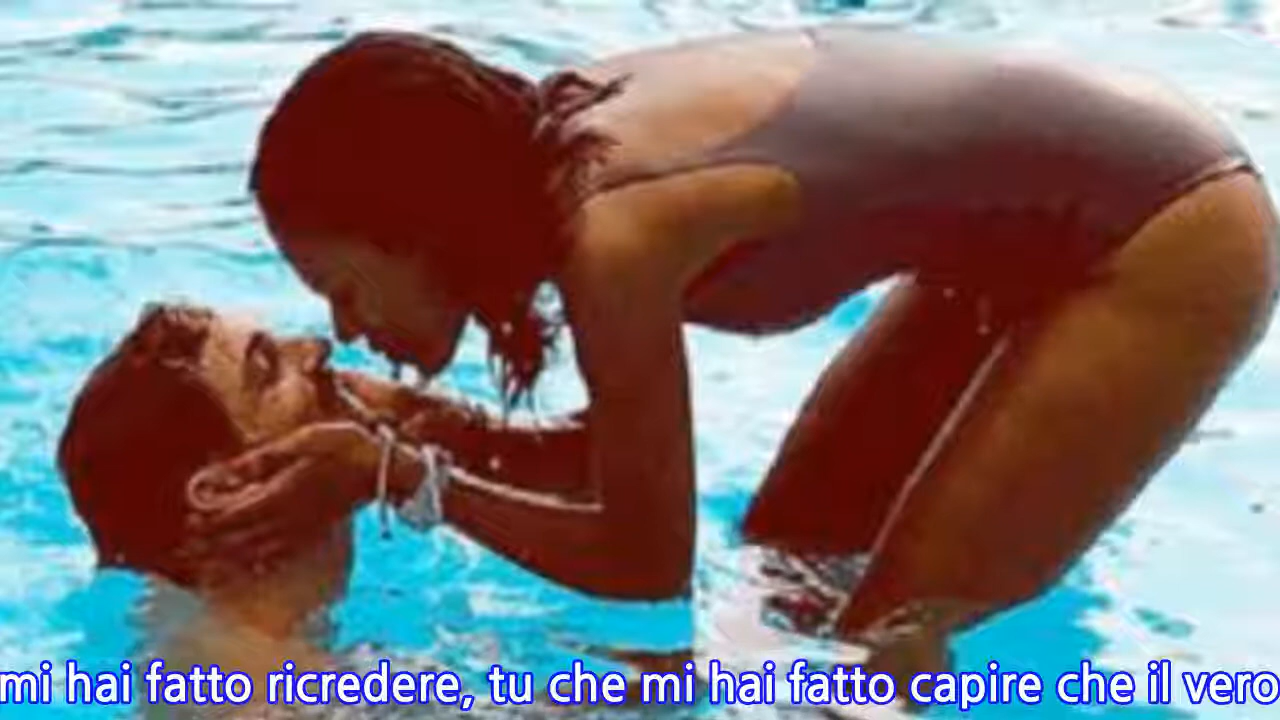 mi hai fatto ricredere, tu che mi hai fatto capire che il vero